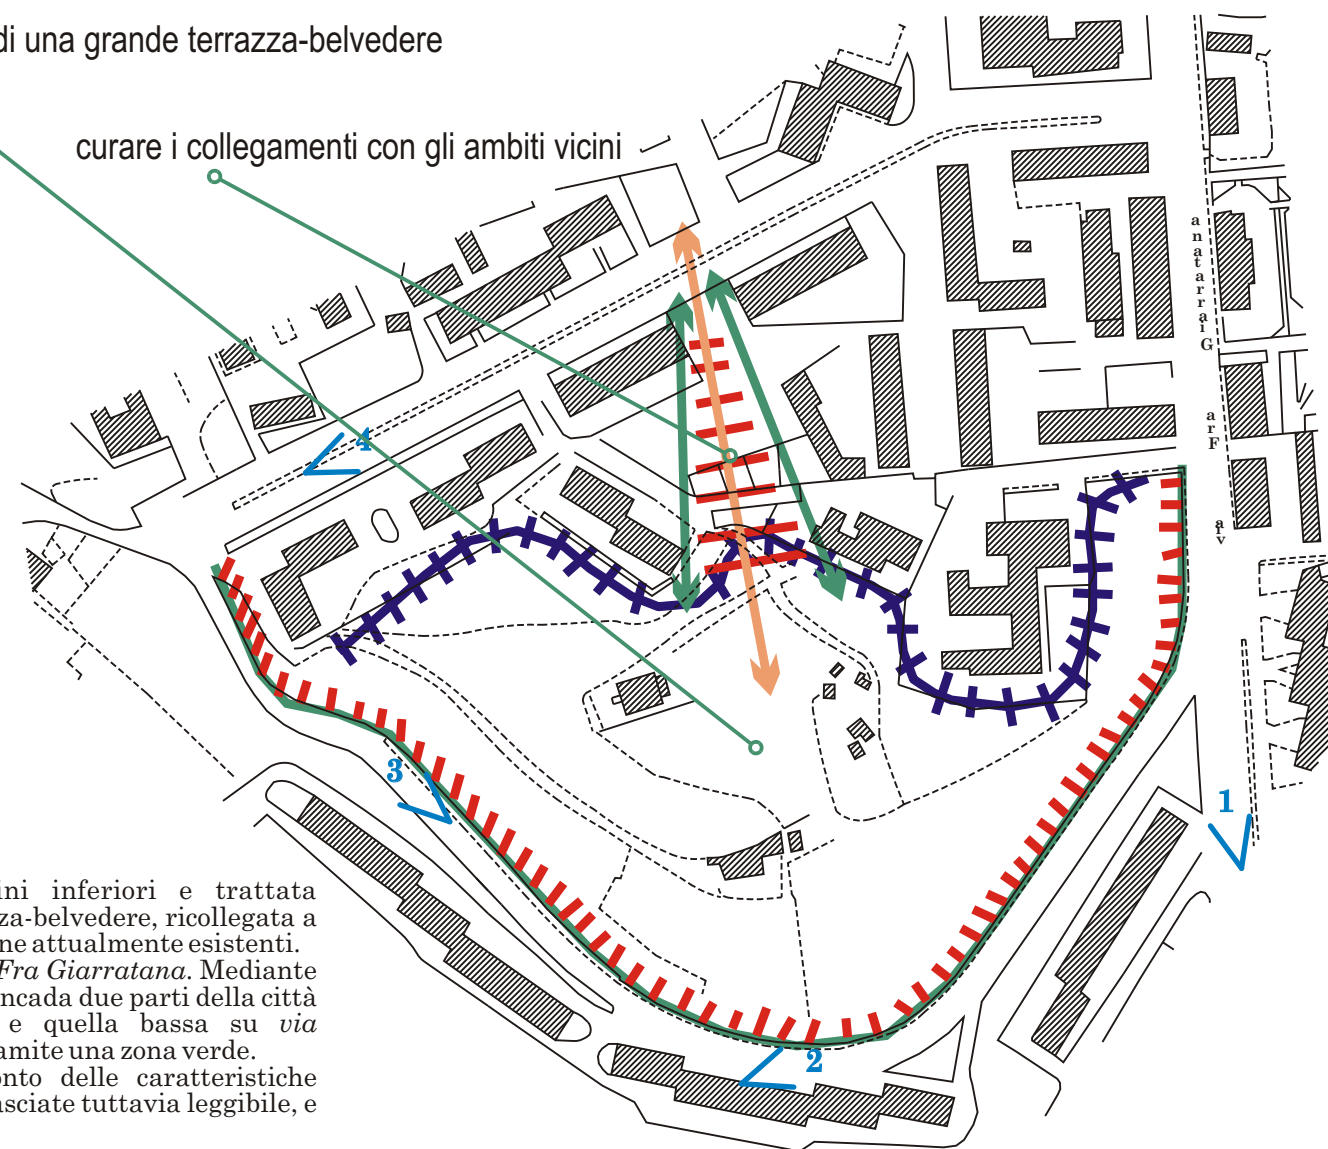 di una grande terrazza-belvedere
curare i collegamenti con gli ambiti vicini
via Fra Giarratana
4
3
1
2
ini inferiori e trattata
za-belvedere, ricollegata a
ne attualmente esistenti.
Fra Giarratana. Mediante
ncada due parti della città
e quella bassa su via
amite una zona verde.
onto delle caratteristiche
asciate tuttavia leggibile, e